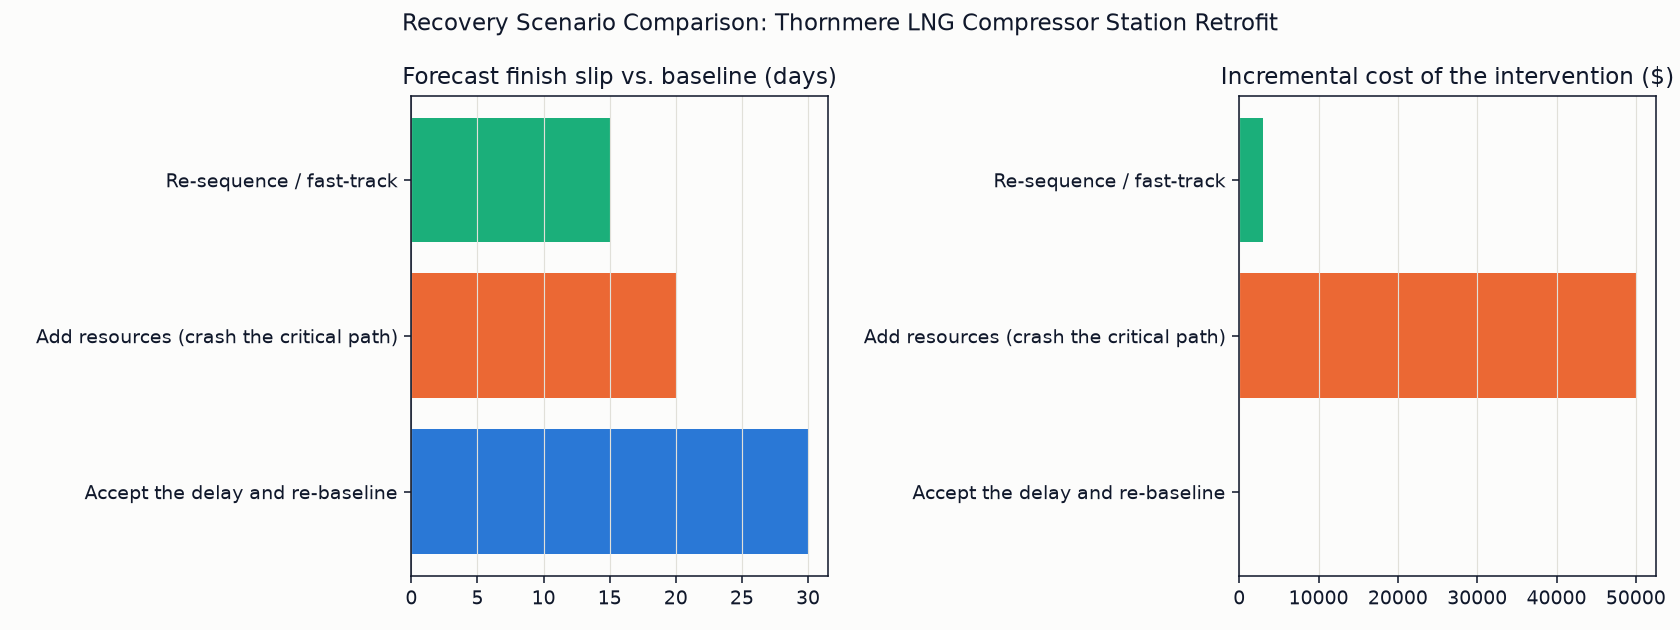 Recovery Scenario Comparison: Thornmere LNG Compressor Station Retrofit
Forecast finish slip vs. baseline (days)
Re-sequence / fast-track
Add resources (crash the critical path)
Accept the delay and re-baseline
0 5 10 15 20 25 30
Incremental cost of the intervention ($)
Re-sequence / fast-track
Add resources (crash the critical path)
Accept the delay and re-baseline
0 10000 20000 30000 40000 50000